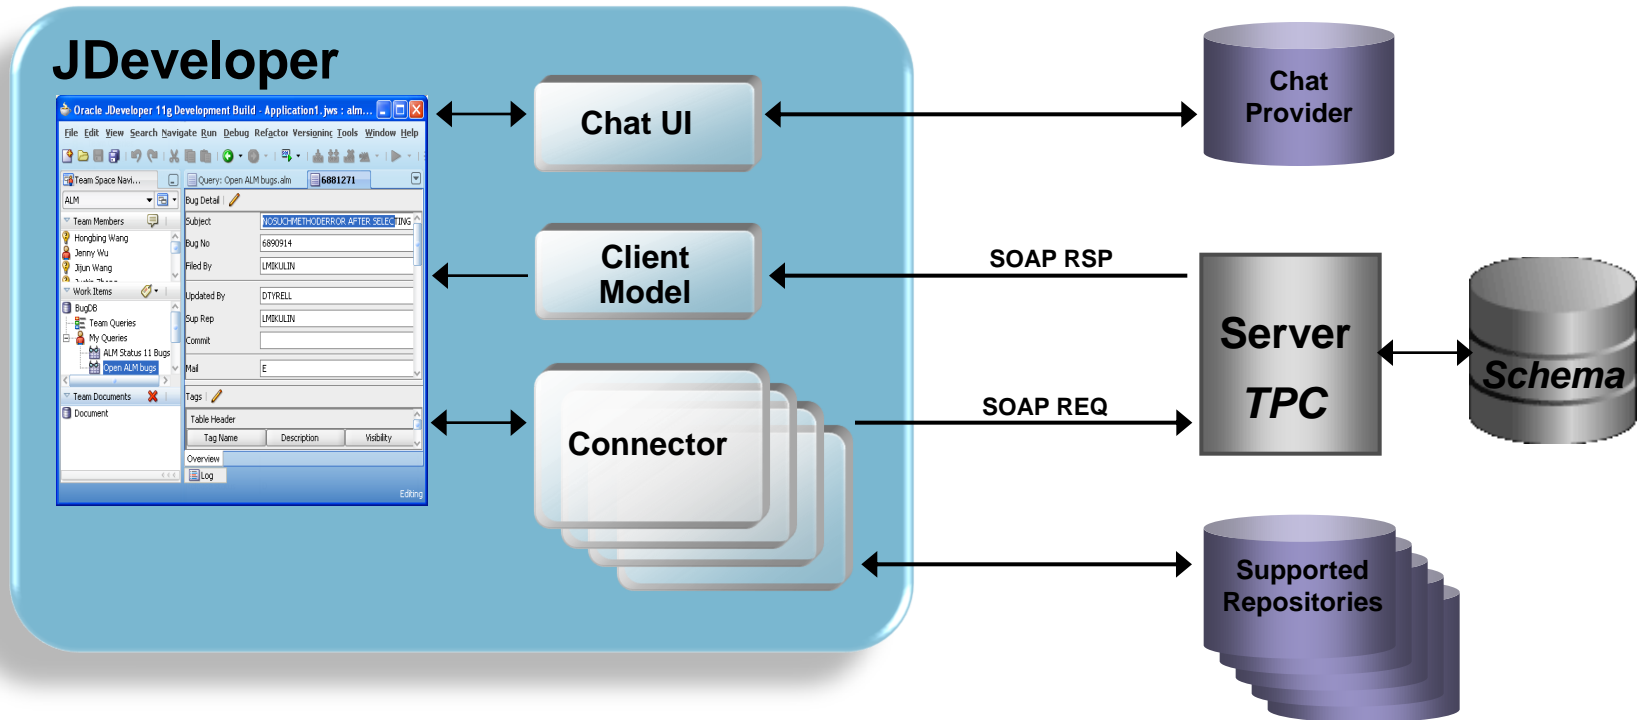 JDeveloper
Oracle JDeveloper 11g Development Build - Application1.jws : alm...
File Edit View Search Navigate Run Debug Refactor Versioning Tools Window Help
Team Space Navi...
Query: Open ALM bugs.alm
6881271
ALM
Bug Detail
Team Members
Subject
NOSUCHMETHODERROR AFTER SELECTING
Hongbing Wang
Jenny Wu
Bug No
6890914
Jijun Wang
Filed By
LMIKULIN
Work Items
Updated By
DTYRELL
BugDB
Team Queries
Sup Rep
LMIKULIN
My Queries
Commit
ALM Status 11 Bugs
Open ALM bugs
Mail
E
Team Documents
Tags
Document
Table Header
Tag Name
Description
Visibility
Overview
Log
Editing
Chat UI
Client
Model
Connector
SOAP RSP
SOAP REQ
Chat
Provider
Server
TPC
Schema
Supported
Repositories